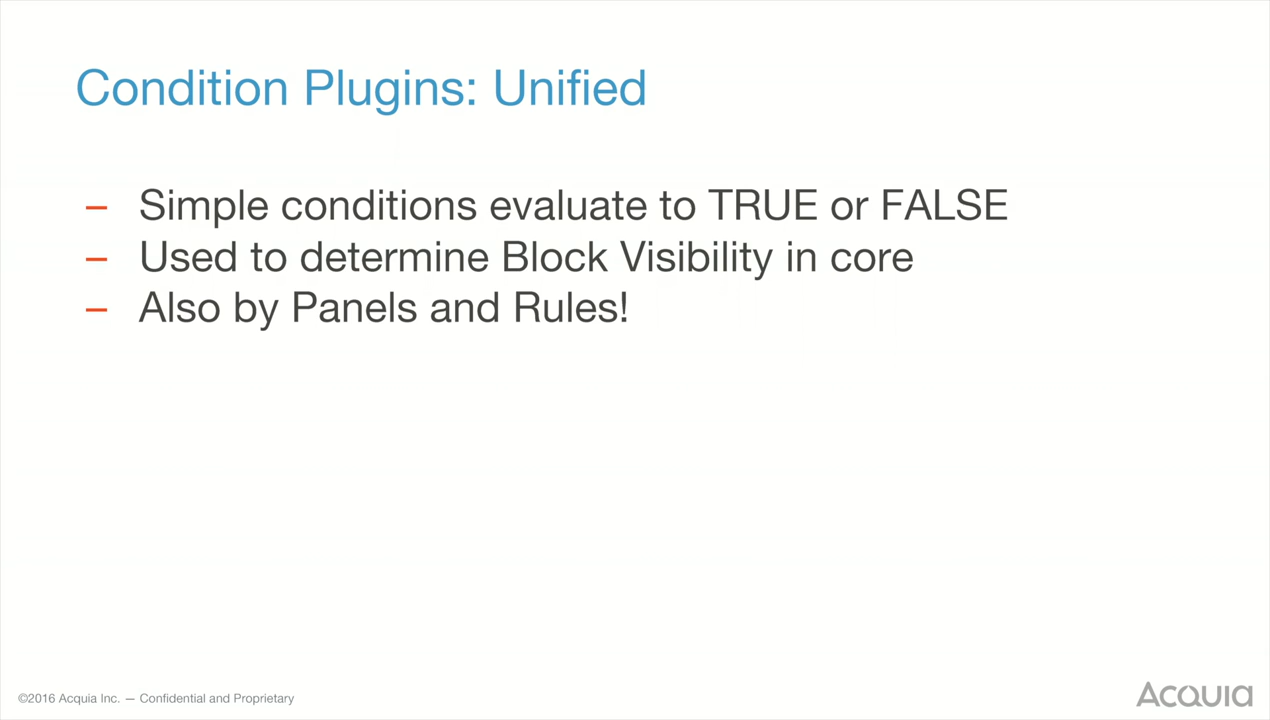 Condition Plugins: Unified
– Simple conditions evaluate to TRUE or FALSE
– Used to determine Block Visibility in core
– Also by Panels and Rules!
©2016 Acquia Inc. — Confidential and Proprietary
Acquia